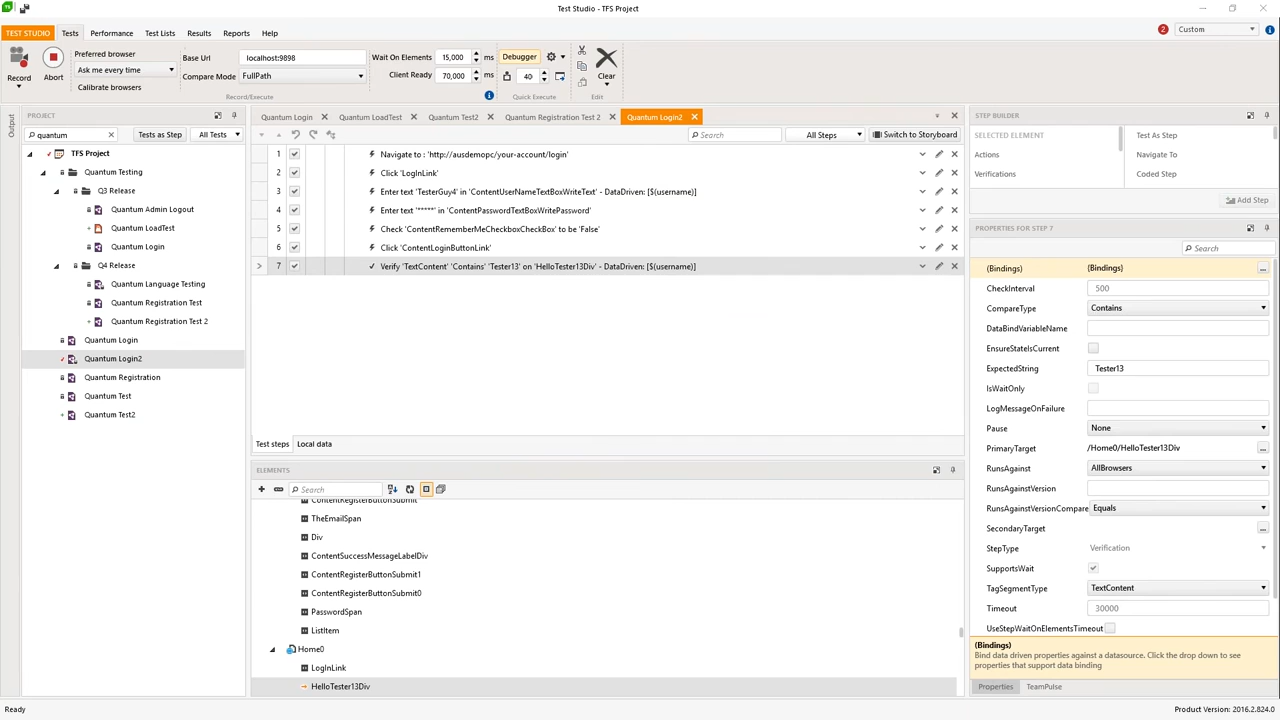 Test Studio - TFS Project
TEST STUDIO
Tests
Performance
Test Lists
Results
Reports
Help
2
Custom
Record
Abort
Preferred browser
Ask me every time
Calibrate browsers
Base Url
localhost:9898
Compare Mode
FullPath
Wait On Elements
15,000
ms
Client Ready
70,000
ms
Record/Execute
Debugger
40
Quick Execute
Clear
Edit
Output
PROJECT
quantum
Tests as Step
All Tests
TFS Project
Quantum Testing
Q3 Release
Quantum Admin Logout
Quantum LoadTest
Quantum Login
Q4 Release
Quantum Language Testing
Quantum Registration Test
Quantum Registration Test 2
Quantum Login
Quantum Login2
Quantum Registration
Quantum Test
Quantum Test2
Quantum Login
Quantum LoadTest
Quantum Test2
Quantum Registration Test 2
Quantum Login2
Search
All Steps
Switch to Storyboard
1 Navigate to : 'http://ausdemopc/your-account/login'
2 Click 'LogInLink'
3 Enter text 'TesterGuy4' in 'ContentUserNameTextBoxWriteText' - DataDriven: [$(username)]
4 Enter text '*****' in 'ContentPasswordTextBoxWritePassword'
5 Check 'ContentRememberMeCheckboxCheckBox' to be 'False'
6 Click 'ContentLoginButtonLink'
7 Verify 'TextContent' 'Contains' 'Tester13' on 'HelloTester13Div' - DataDriven: [$(username)]
Test steps
Local data
ELEMENTS
Search
ContentRegisterButtonSubmit
TheEmailSpan
Div
ContentSuccessMessageLabelDiv
ContentRegisterButtonSubmit1
ContentRegisterButtonSubmit0
PasswordSpan
ListItem
Home0
LogInLink
HelloTester13Div
STEP BUILDER
SELECTED ELEMENT
Actions
Verifications
Test As Step
Navigate To
Coded Step
Add Step
PROPERTIES FOR STEP 7
Search
(Bindings) (Bindings)
CheckInterval 500
CompareType Contains
DataBindVariableName
EnsureStateIsCurrent
ExpectedString Tester13
IsWaitOnly
LogMessageOnFailure
Pause None
PrimaryTarget /Home0/HelloTester13Div
RunsAgainst AllBrowsers
RunsAgainstVersion
RunsAgainstVersionCompare Equals
SecondaryTarget
StepType Verification
SupportsWait
TagSegmentType TextContent
Timeout 30000
UseStepWaitOnElementsTimeout
(Bindings)
Bind data driven properties against a datasource. Click the drop down to see
properties that support data binding
Properties
TeamPulse
Ready
Product Version: 2016.2.824.0